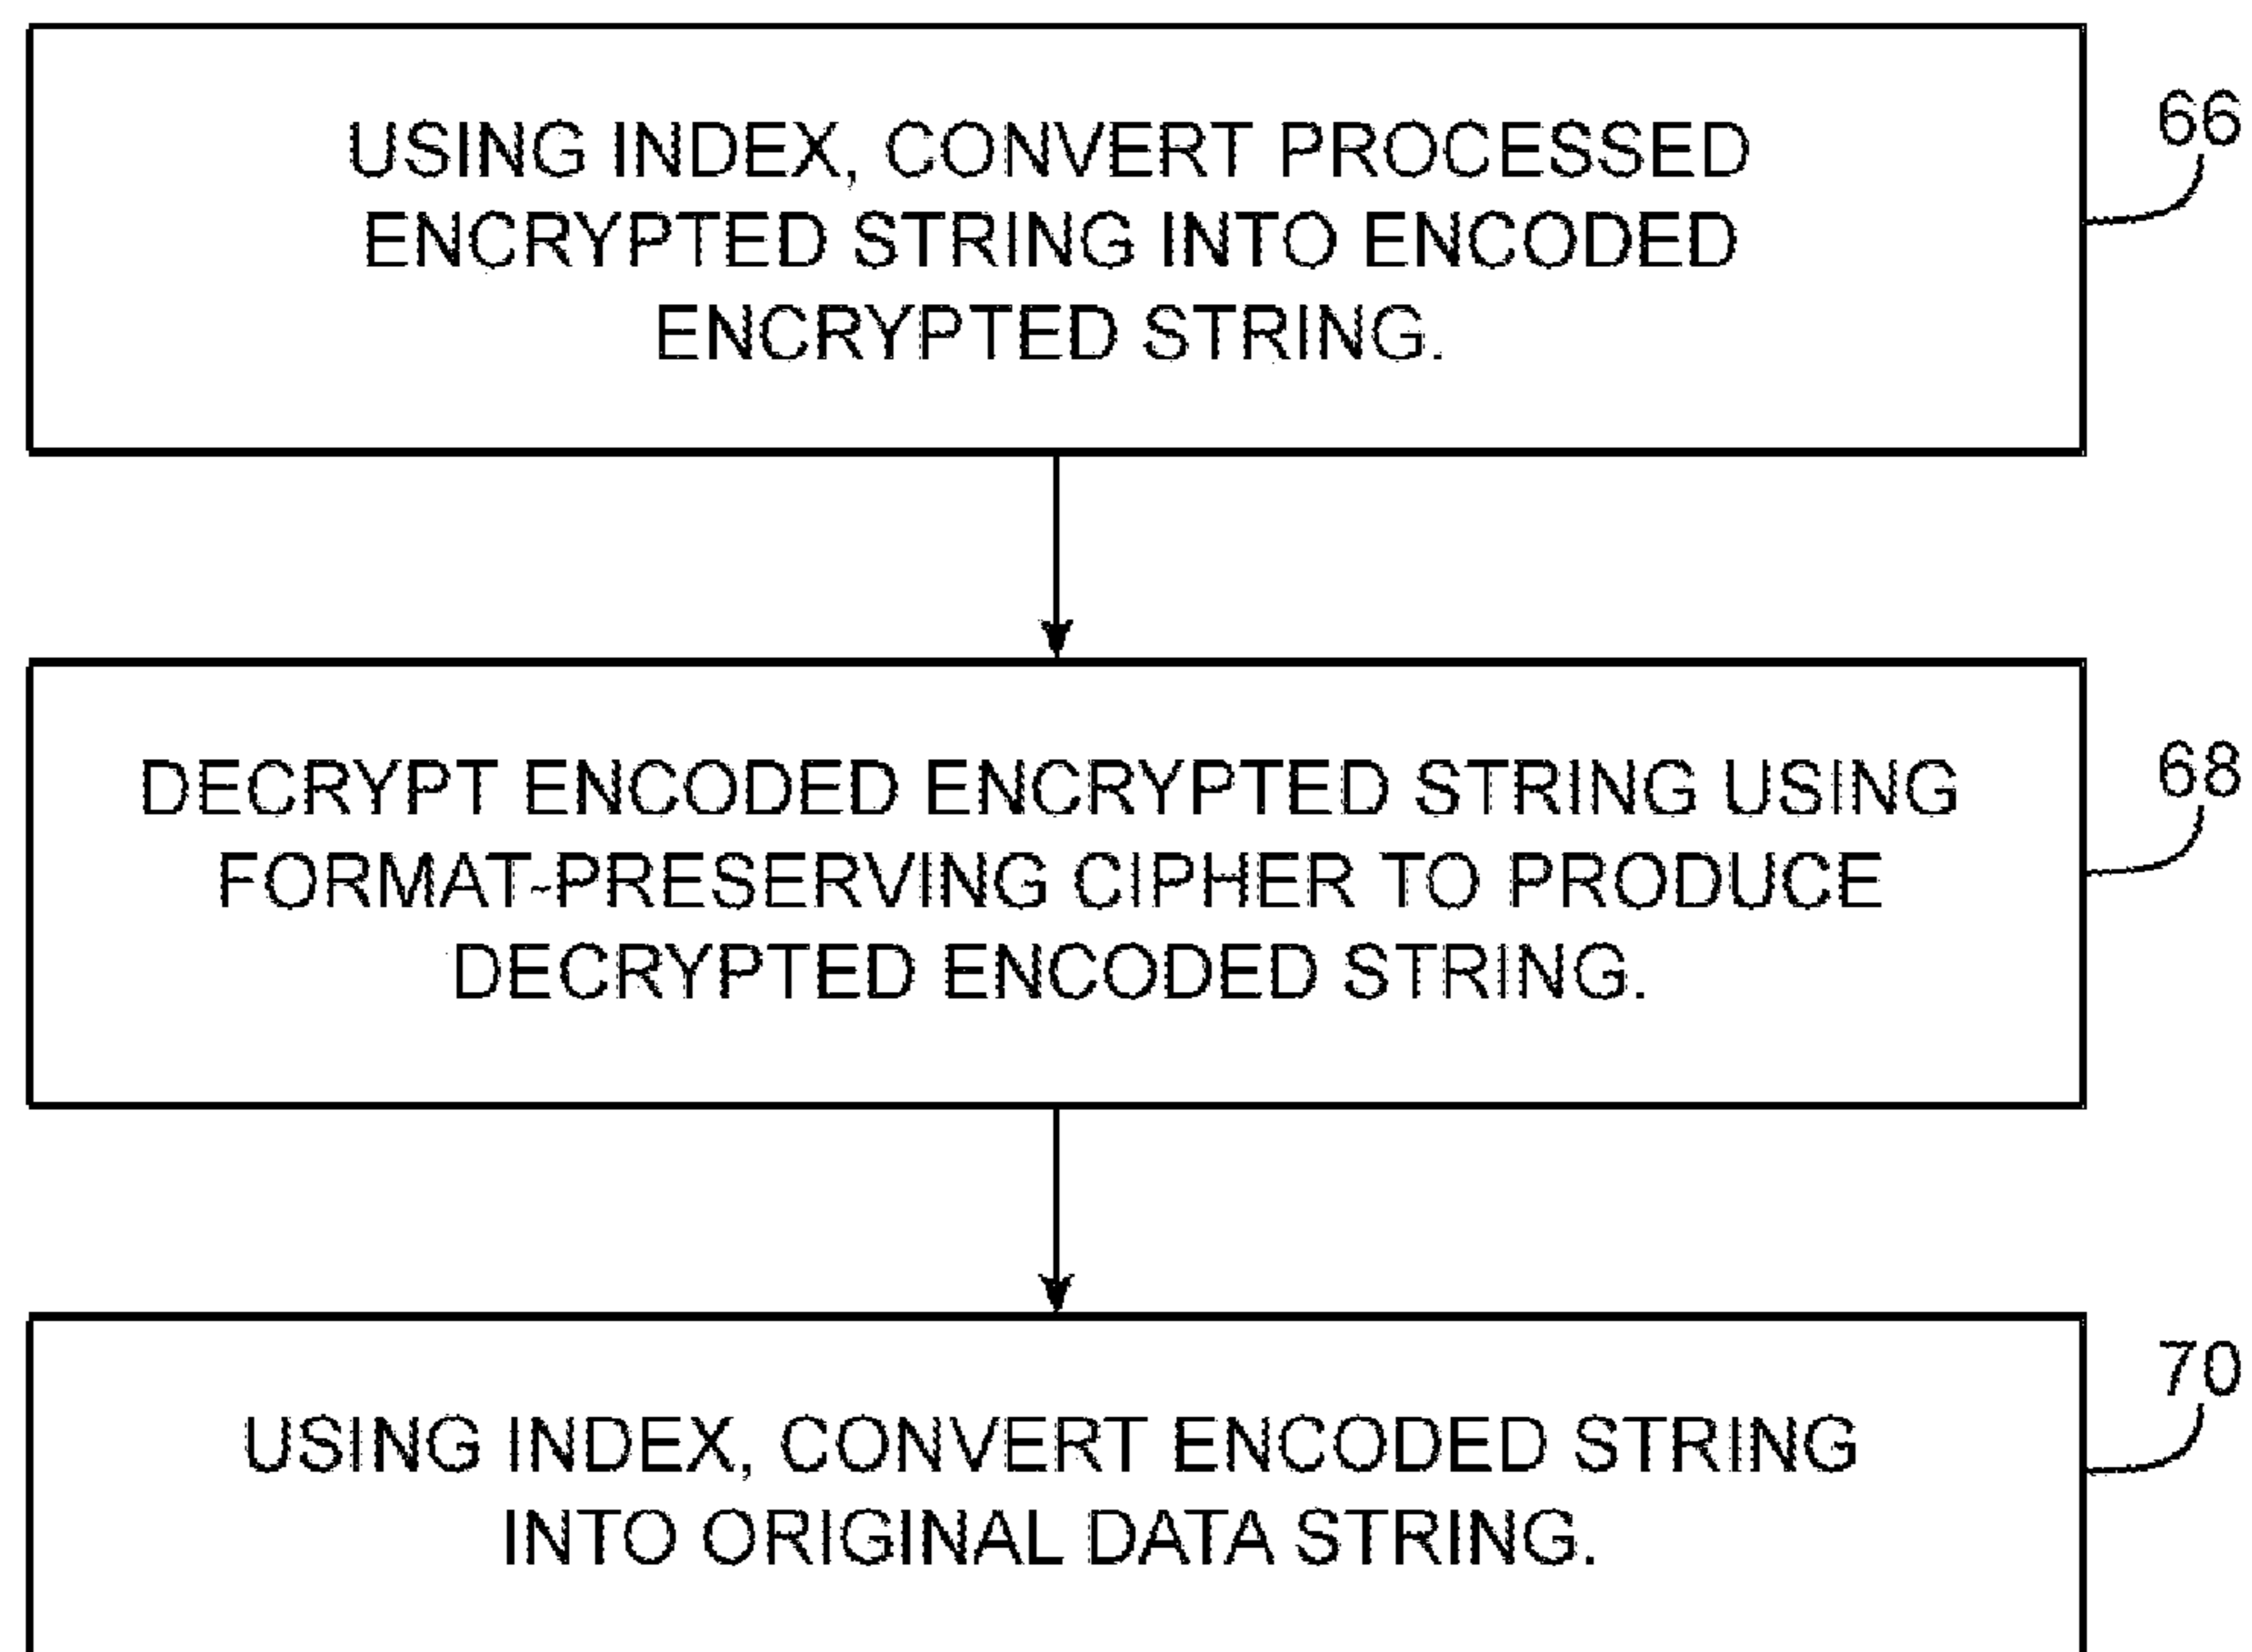 USING INDEX, CONVERT PROCESSED
ENCRYPTED STRING INTO ENCODED
ENCRYPTED STRING.
66
DECRYPT ENCODED ENCRYPTED STRING USING
FORMAT-PRESERVING CIPHER TO PRODUCE
DECRYPTED ENCODED STRING.
68
USING INDEX, CONVERT ENCODED STRING
INTO ORIGINAL DATA STRING.
70